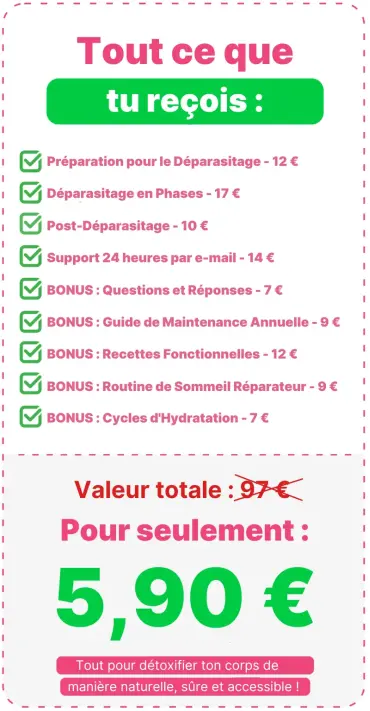 Tout ce que
tu reçois :
Préparation pour le Déparasitage - 12 €
Déparasitage en Phases - 17 €
Post-Déparasitage - 10 €
Support 24 heures par e-mail - 14 €
BONUS : Questions et Réponses - 7 €
BONUS : Guide de Maintenance Annuelle - 9 €
BONUS : Recettes Fonctionnelles - 12 €
BONUS : Routine de Sommeil Réparateur - 9 €
BONUS : Cycles d'Hydratation - 7 €
Valeur totale : 97 €
Pour seulement :
5,90 €
Tout pour détoxifier ton corps de
manière naturelle, sûre et accessible !